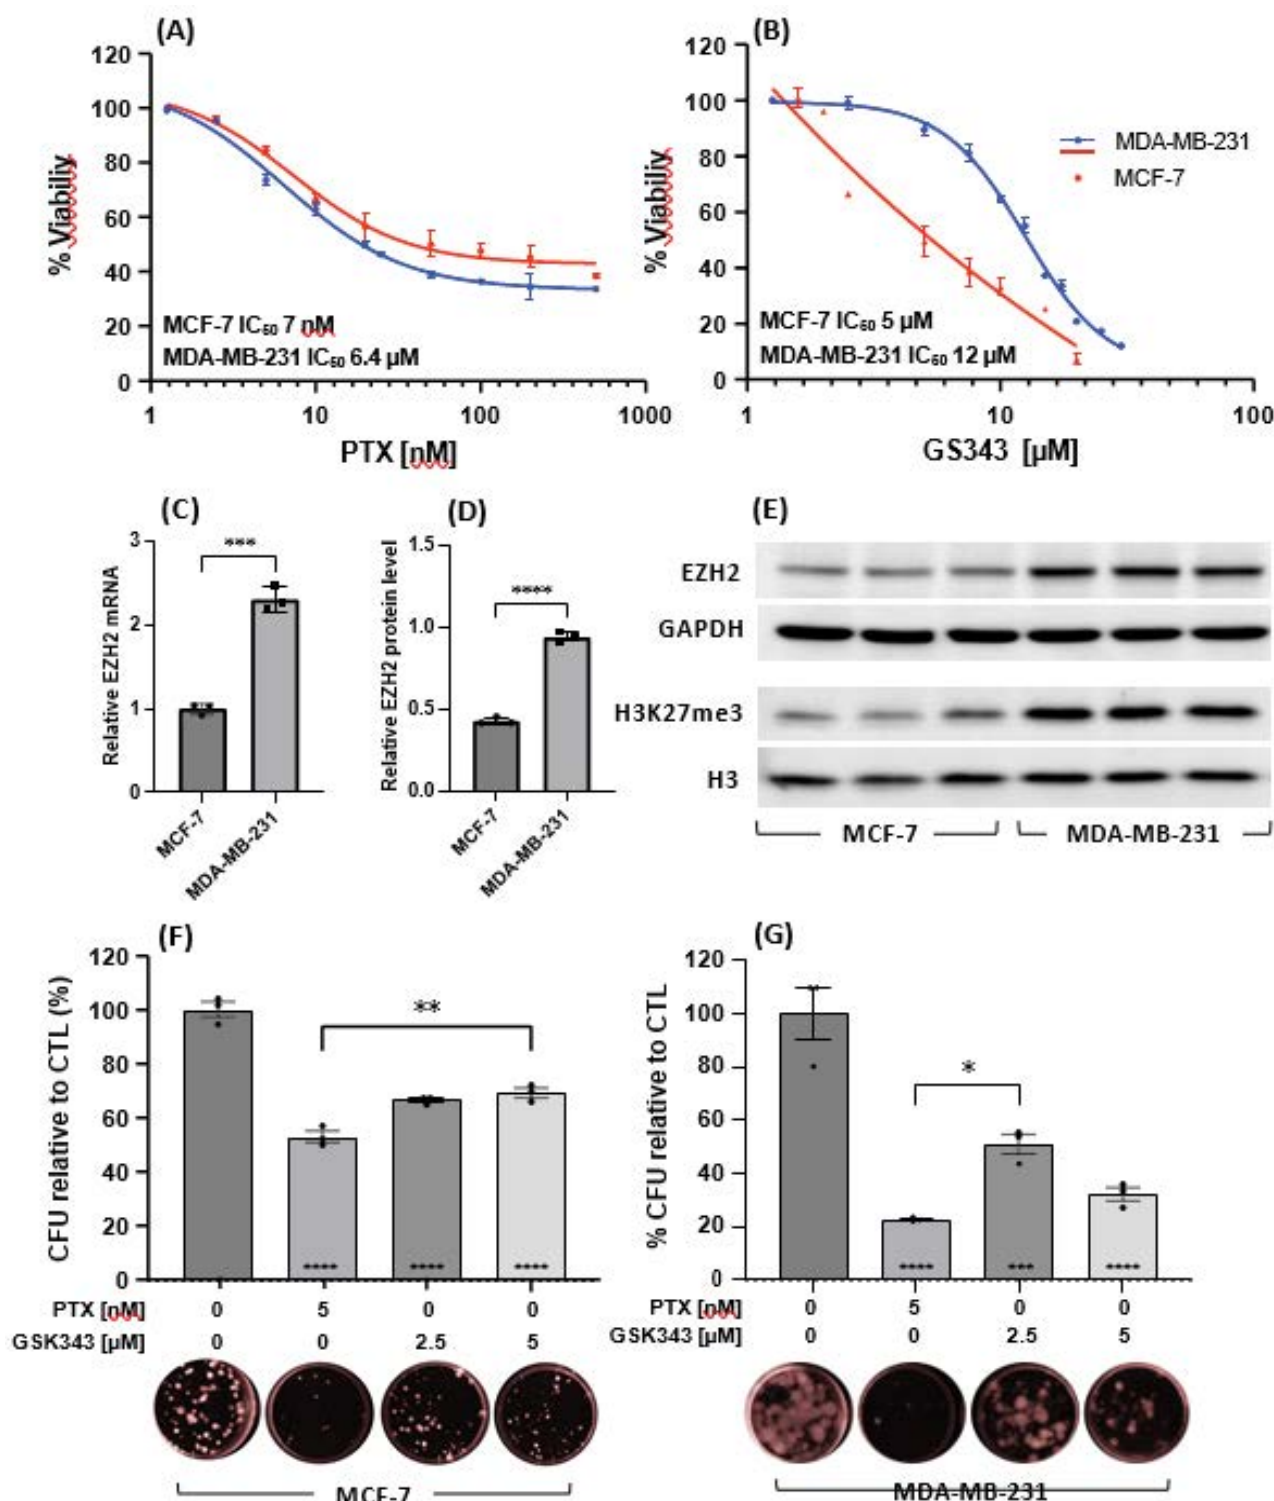 (A)
120
100
80
60
40
20
0
% Viabiliy
MCF-7 IC₅₀ 7 nM
MDA-MB-231 IC₅₀ 6.4 µM
1 10 100 1000
PTX [nM]
(B)
120
100
80
60
40
20
0
% Viabiliy
MDA-MB-231
MCF-7
MCF-7 IC₅₀ 5 µM
MDA-MB-231 IC₅₀ 12 µM
1 10 100
GS343 [µM]
(C)
3
2
1
0
Relative EZH2 mRNA
***
MCF-7
MDA-MB-231
(D)
1.5
1.0
0.5
0.0
Relative EZH2 protein level
****
MCF-7
MDA-MB-231
(E)
EZH2
GAPDH
H3K27me3
H3
MCF-7 MDA-MB-231
(F)
120
100
80
60
40
20
0
CFU relative to CTL (%)
**
**** **** ****
PTX [nM] 0 5 0 0
GSK343 [µM] 0 0 2.5 5
MCF-7
(G)
120
100
80
60
40
20
0
% CFU relative to CTL
*
**** *** ****
PTX [nM] 0 5 0 0
GSK343 [µM] 0 0 2.5 5
MDA-MB-231